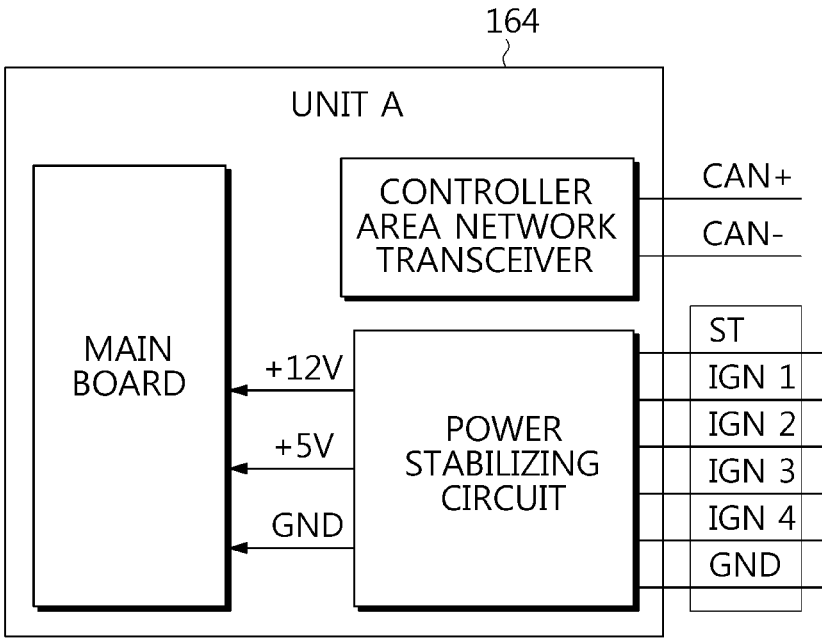 164
UNIT A
CONTROLLER
AREA NETWORK
TRANSCEIVER
CAN+
CAN-
MAIN
BOARD
+12V
+5V
GND
POWER
STABILIZING
CIRCUIT
ST
IGN 1
IGN 2
IGN 3
IGN 4
GND